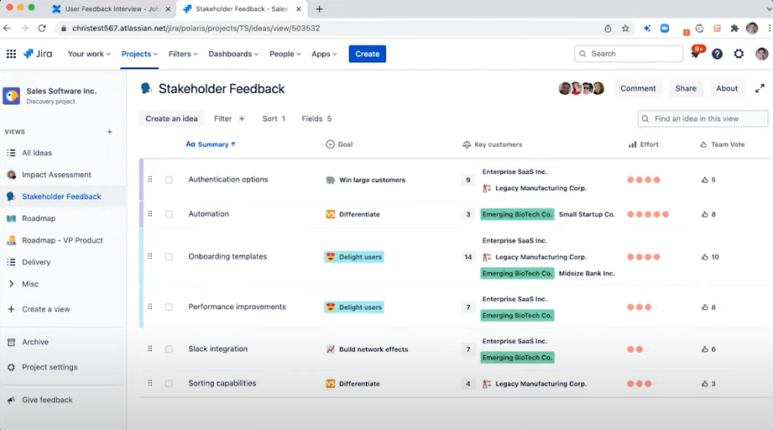 User Feedback Interview - Joh
Stakeholder Feedback - Sales
christest567.atlassian.net/jira/polaris/projects/TS/ideas/view/503532
Jira
Your work
Projects
Filters
Dashboards
People
Apps
Create
Search
9+
Sales Software Inc.
Discovery project
VIEWS
All Ideas
Impact Assessment
Stakeholder Feedback
Roadmap
Roadmap - VP Product
Delivery
Misc
Create a view
Archive
Project settings
Give feedback
Stakeholder Feedback
Comment
Share
About
Create an idea
Filter
Sort 1
Fields 5
Find an idea in this view
Aa Summary
Goal
Key customers
Effort
Team Vote
Authentication options
Win large customers
9
Enterprise SaaS Inc.
Legacy Manufacturing Corp.
5
Automation
VS Differentiate
3
Emerging BioTech Co. Small Startup Co.
8
Onboarding templates
Delight users
14
Enterprise SaaS Inc.
Legacy Manufacturing Corp.
Emerging BioTech Co. Midsize Bank Inc.
10
Performance improvements
Delight users
7
Enterprise SaaS Inc.
Emerging BioTech Co.
8
Slack integration
Build network effects
7
Enterprise SaaS Inc.
Emerging BioTech Co.
6
Sorting capabilities
VS Differentiate
4
Legacy Manufacturing Corp.
3